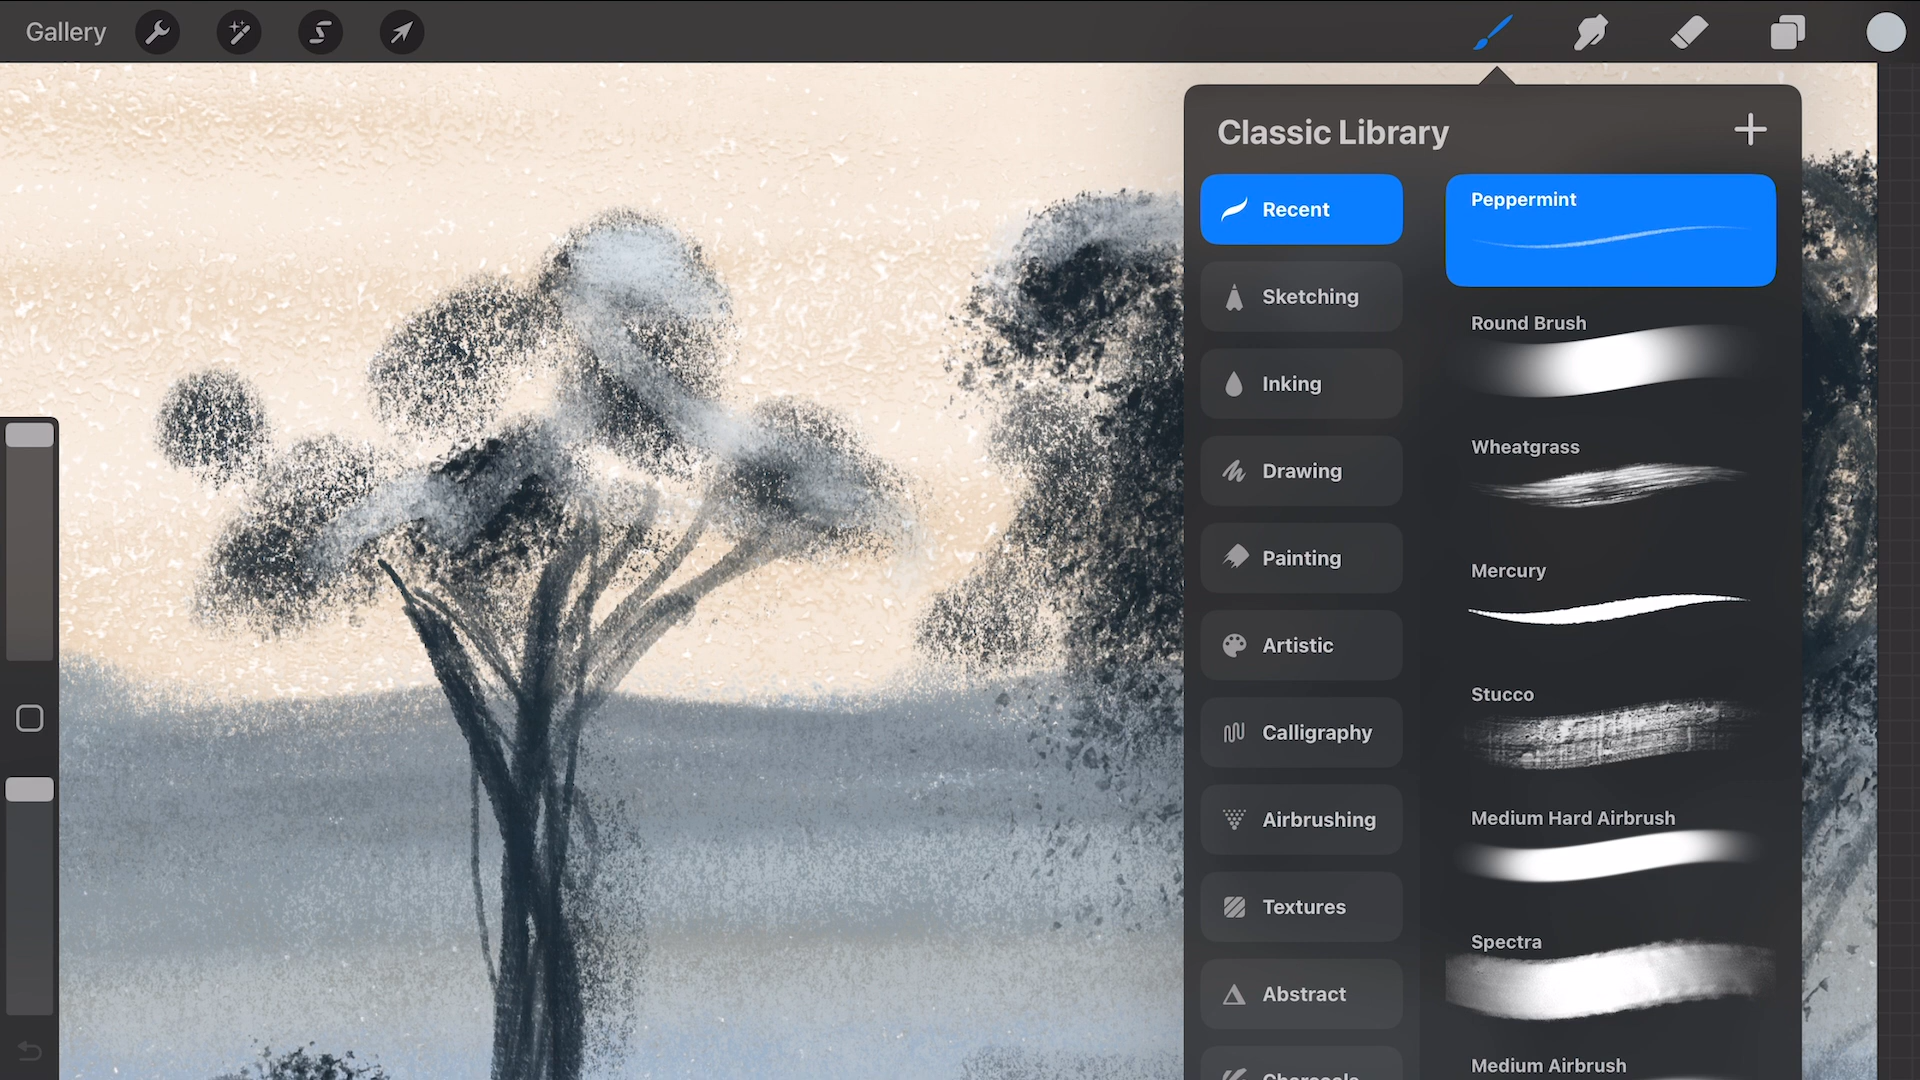 Gallery
Classic Library
Recent
Sketching
Inking
Drawing
Painting
Artistic
Calligraphy
Airbrushing
Textures
Abstract
Charcoals
Peppermint
Round Brush
Wheatgrass
Mercury
Stucco
Medium Hard Airbrush
Spectra
Medium Airbrush